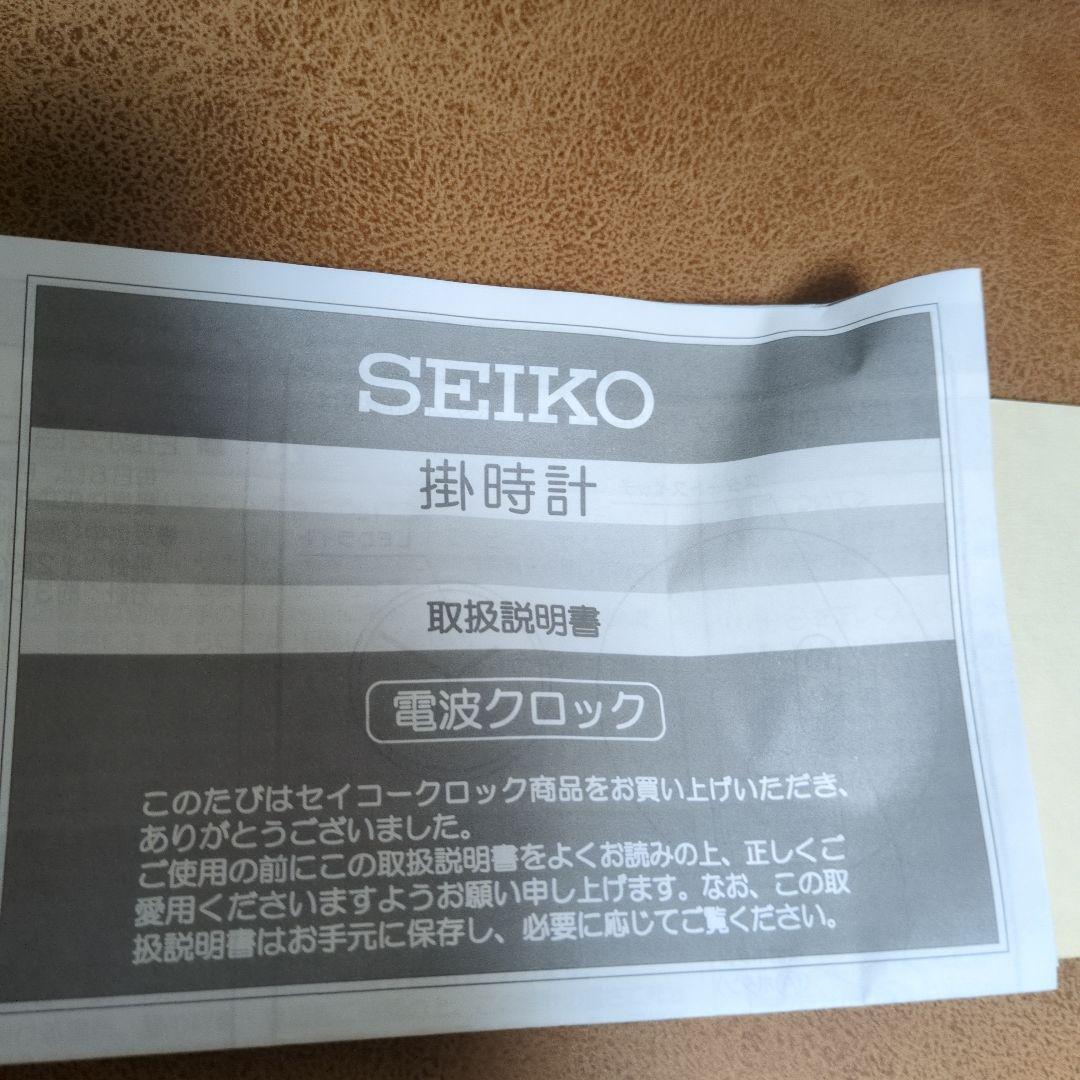 SEIKO
掛時計
取扱説明書
電波クロック
このたびはセイコークロック商品をお買い上げいただき、
ありがとうございました。
ご使用の前にこの取扱説明書をよくお読みの上、正しくご
愛用くださいますようお願い申し上げます。なお、この取
扱説明書はお手元に保存し、必要に応じてご覧ください。